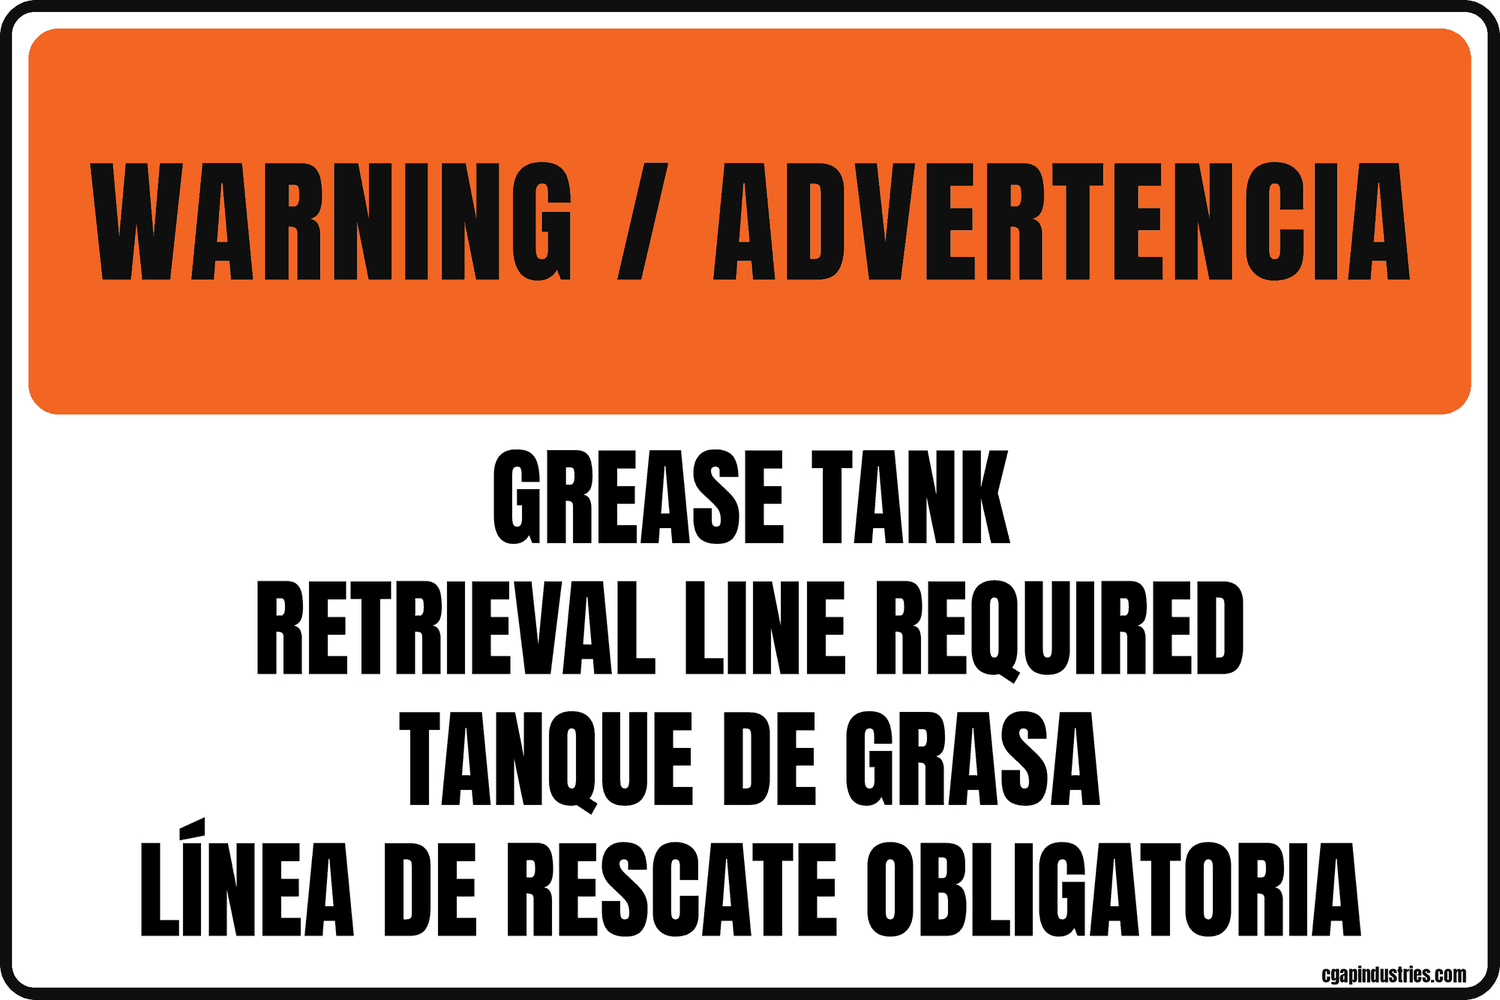 WARNING / ADVERTENCIA
GREASE TANK
RETRIEVAL LINE REQUIRED
TANQUE DE GRASA
LÍNEA DE RESCATE OBLIGATORIA
cgapindustries.com